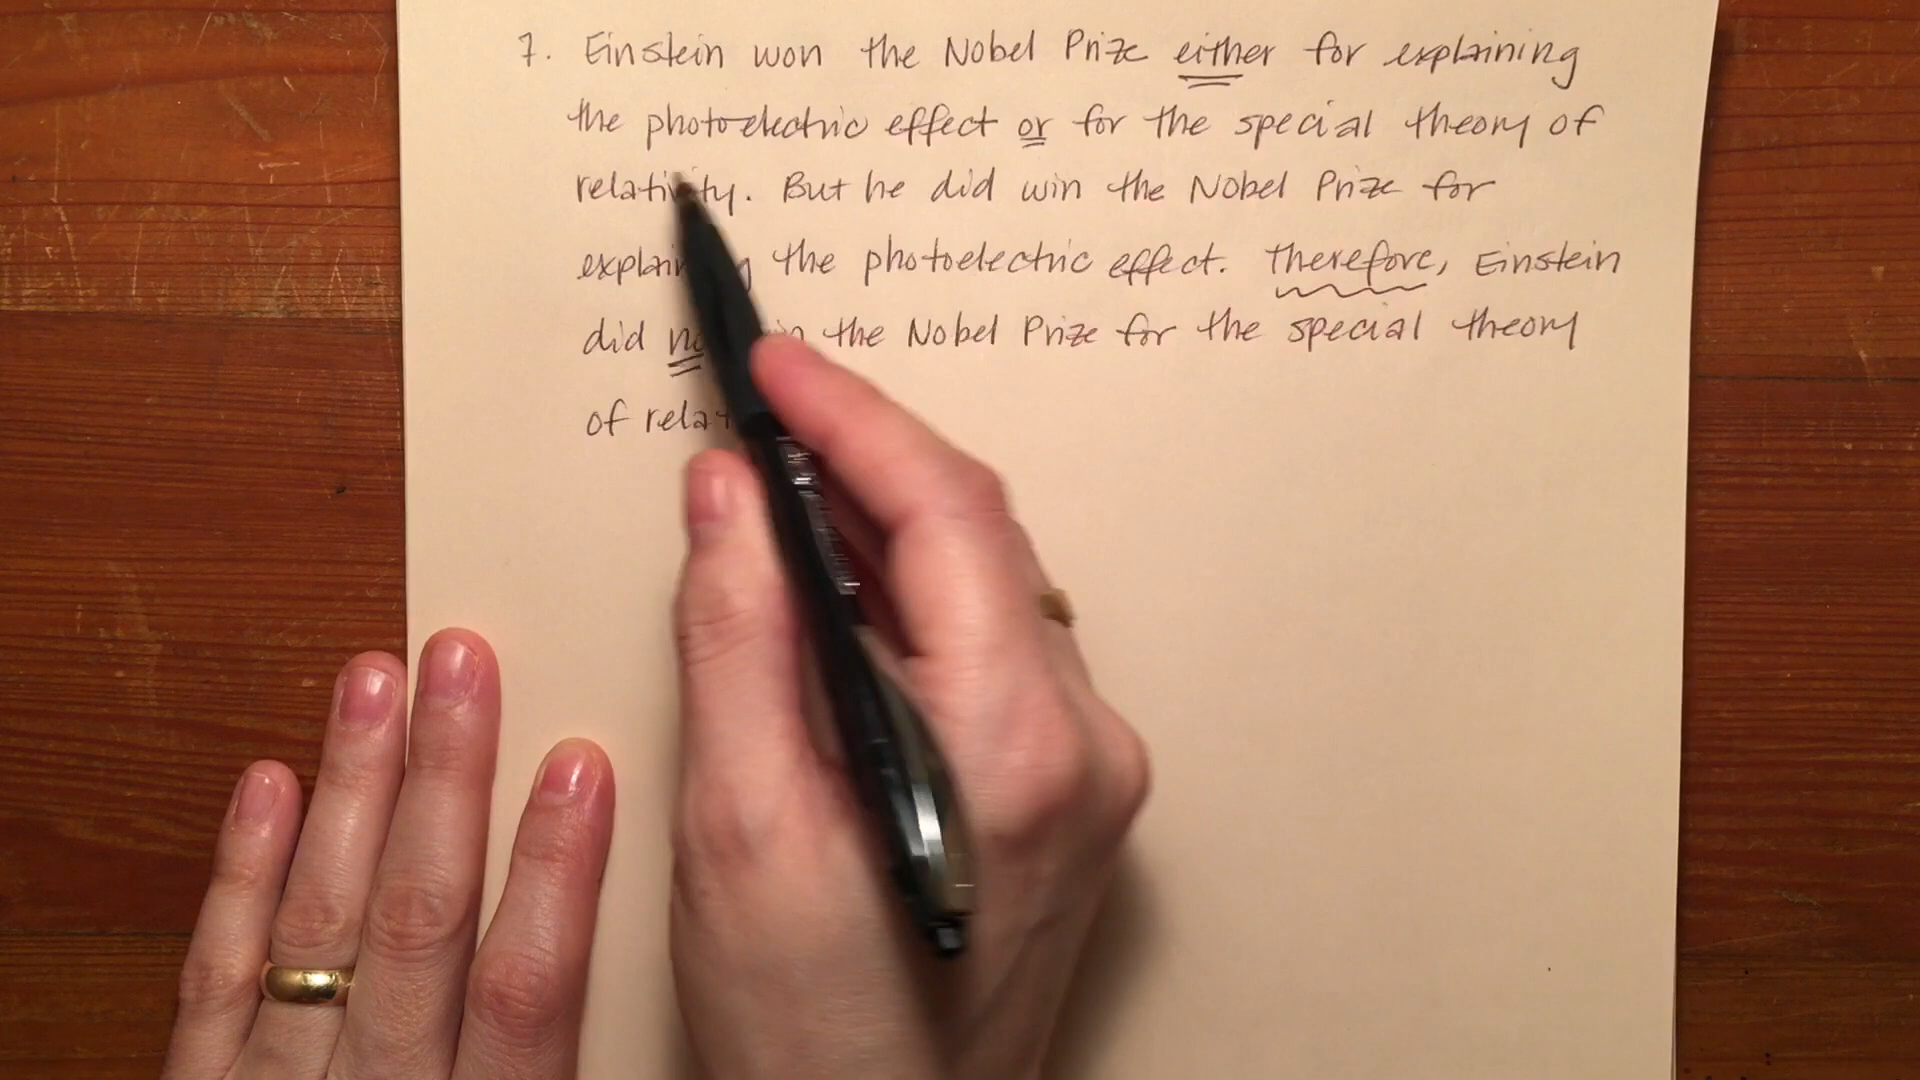 7. Einstein won the Nobel Prize either for explaining
the photoelectric effect or for the special theory of
relativity. But he did win the Nobel Prize for
the photoelectric effect. Therefore, Einstein
did the Nobel Prize for the special theory
of